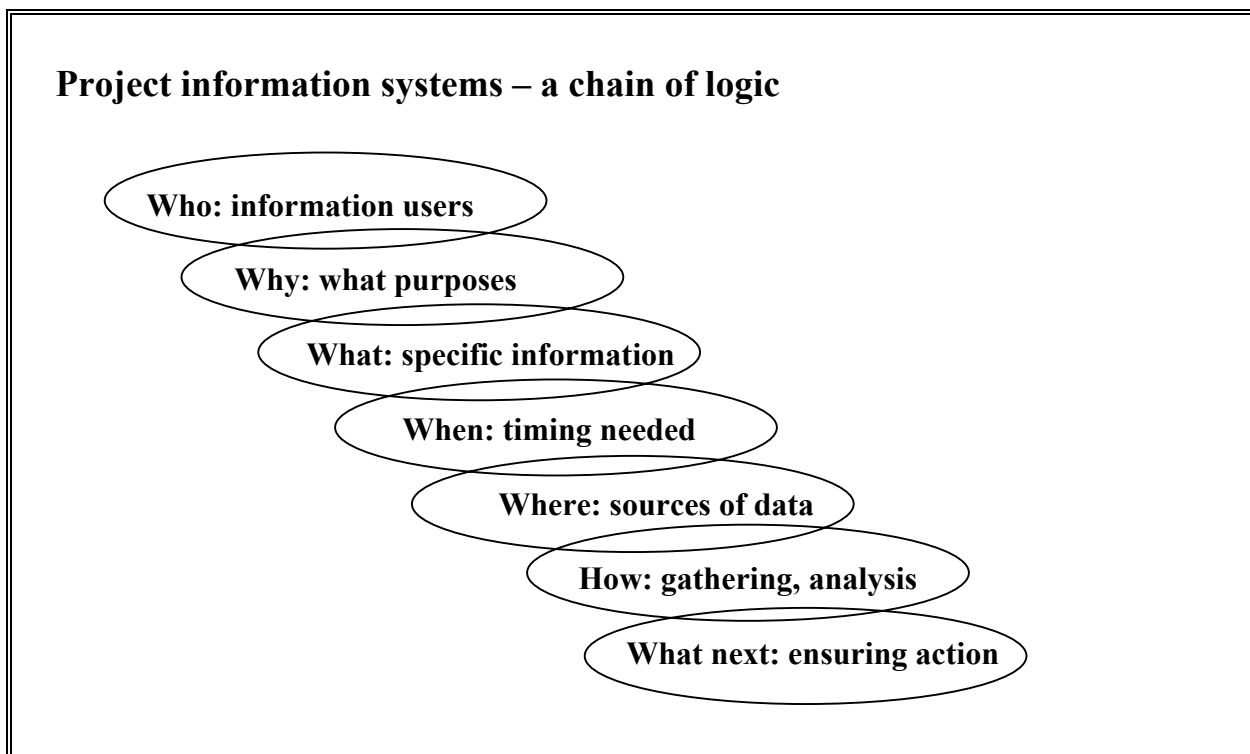 Project information systems – a chain of logic
Who: information users
Why: what purposes
What: specific information
When: timing needed
Where: sources of data
How: gathering, analysis
What next: ensuring action